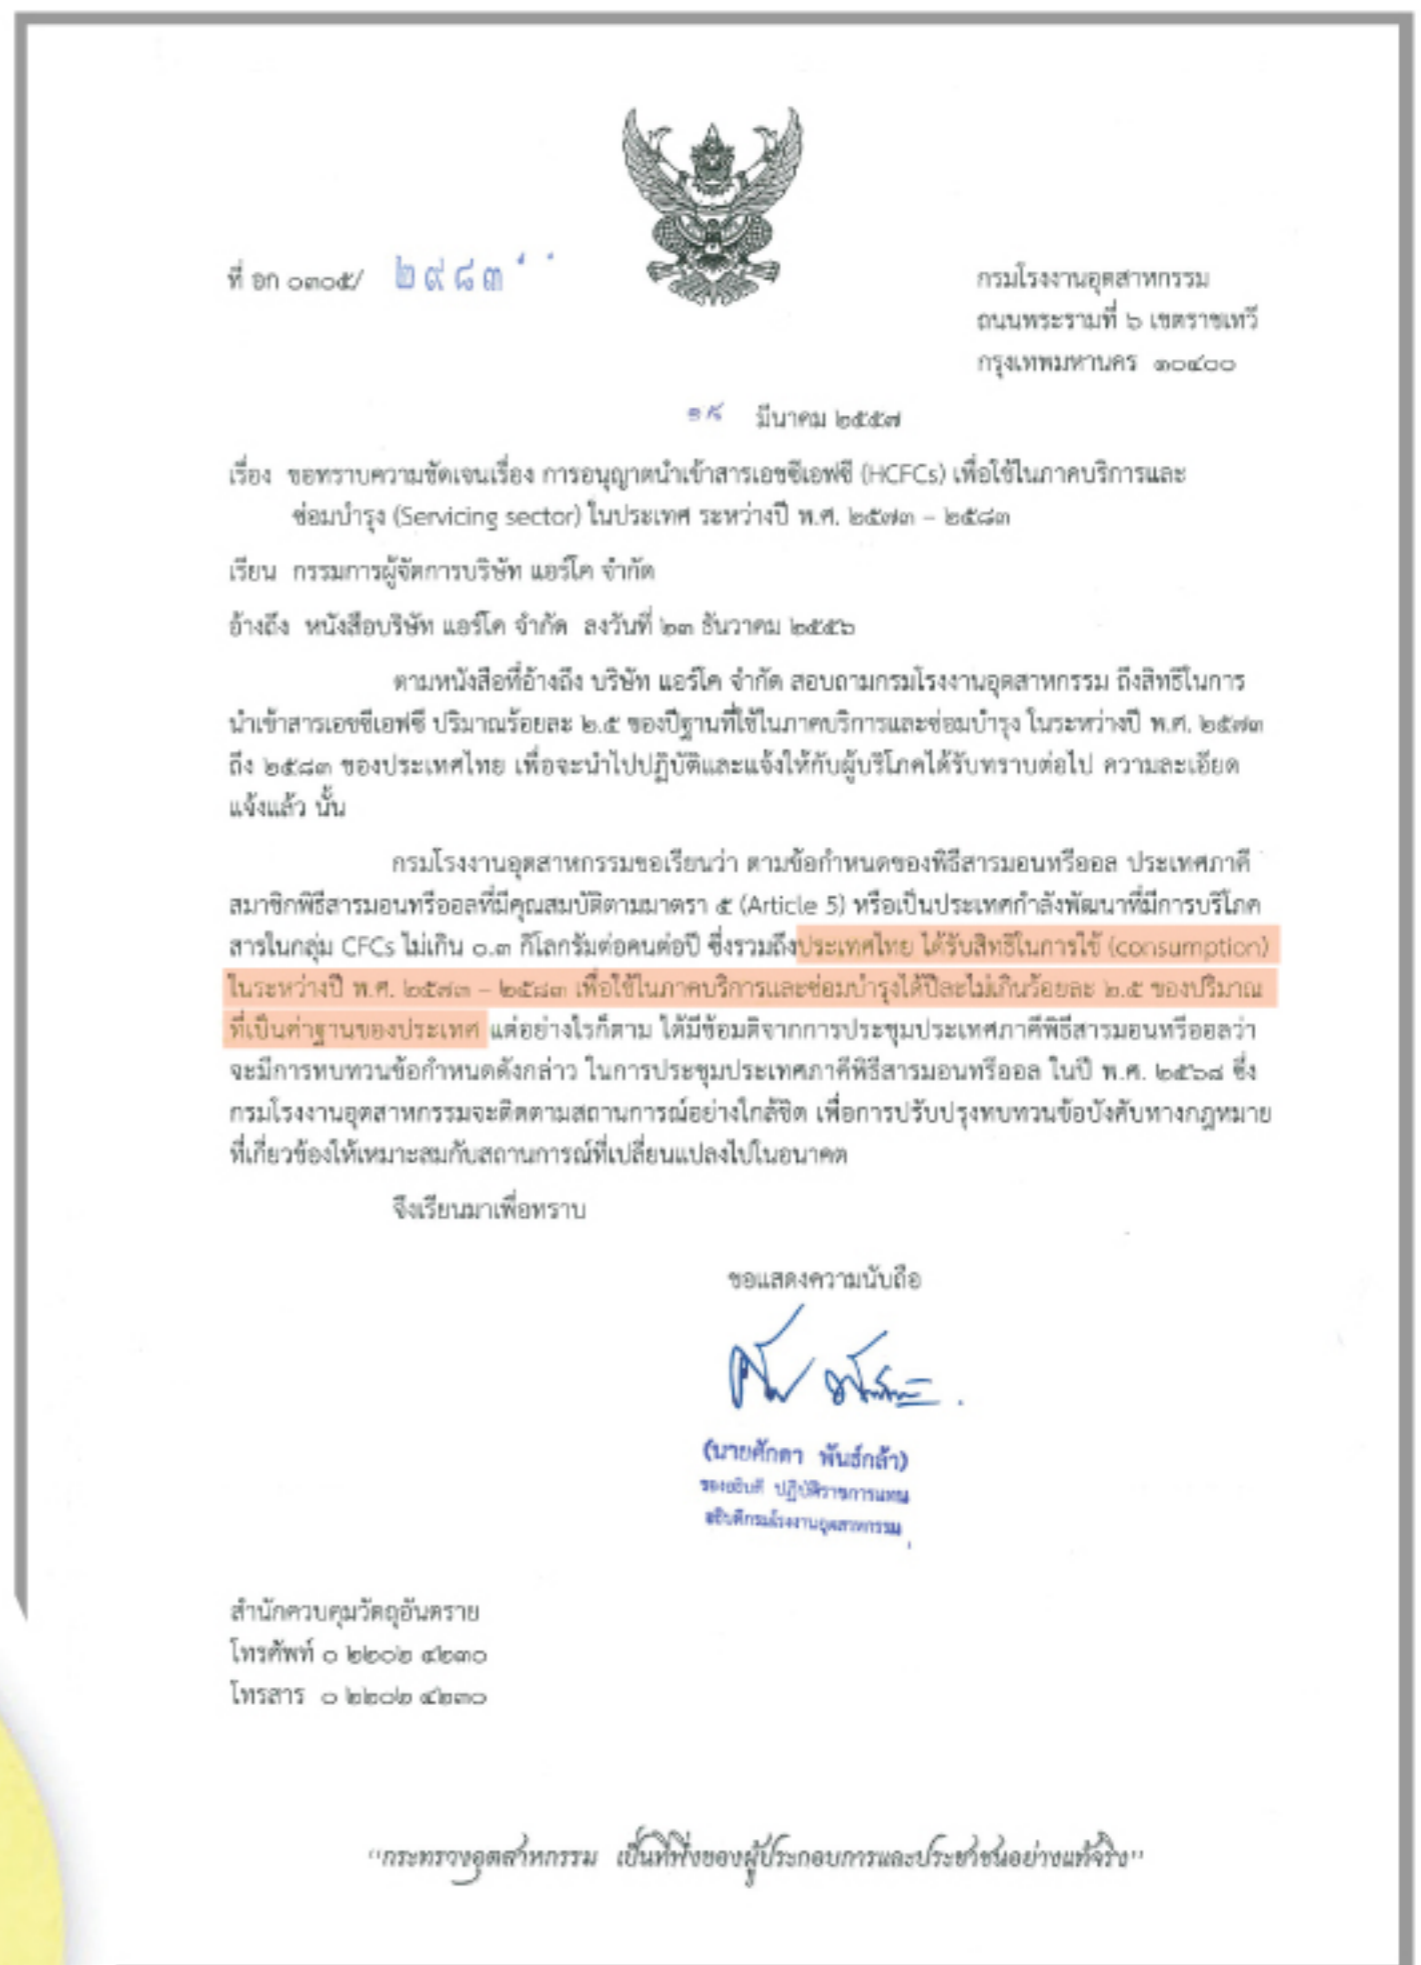 ที่ อก ๐๓๐๕/ ๒๙๘๓
กรมโรงงานอุตสาหกรรม
ถนนพระรามที่ ๖ เขตราชเทวี
กรุงเทพมหานคร ๑๐๔๐๐
มีนาคม ๒๕๕๗
เรื่อง ขอทราบความชัดเจนเรื่อง การอนุญาตนำเข้าสารเอชซีเอฟซี (HCFCs) เพื่อใช้ในภาคบริการและ
ซ่อมบำรุง (Servicing sector) ในประเทศ ระหว่างปี พ.ศ. ๒๕๗๓ – ๒๕๘๓
เรียน กรรมการผู้จัดการบริษัท แอร์โค จำกัด
อ้างถึง หนังสือบริษัท แอร์โค จำกัด ลงวันที่ ๒๓ ธันวาคม ๒๕๕๖
ตามหนังสือที่อ้างถึง บริษัท แอร์โค จำกัด สอบถามกรมโรงงานอุตสาหกรรม ถึงสิทธิในการ
นำเข้าสารเอชซีเอฟซี ปริมาณร้อยละ ๒.๕ ของปีฐานที่ใช้ในภาคบริการและซ่อมบำรุง ในระหว่างปี พ.ศ. ๒๕๗๓
ถึง ๒๕๘๓ ของประเทศไทย เพื่อจะนำไปปฏิบัติและแจ้งให้กับผู้บริโภคได้รับทราบต่อไป ความละเอียด
แจ้งแล้ว นั้น
กรมโรงงานอุตสาหกรรมขอเรียนว่า ตามข้อกำหนดของพิธีสารมอนทรีออล ประเทศภาคี
สมาชิกพิธีสารมอนทรีออลที่มีคุณสมบัติตามมาตรา ๕ (Article 5) หรือเป็นประเทศกำลังพัฒนาที่มีการบริโภค
สารในกลุ่ม CFCs ไม่เกิน ๐.๓ กิโลกรัมต่อคนต่อปี ซึ่งรวมถึงประเทศไทย ได้รับสิทธิในการใช้ (consumption)
ในระหว่างปี พ.ศ. ๒๕๗๓ – ๒๕๘๓ เพื่อใช้ในภาคบริการและซ่อมบำรุงได้ปีละไม่เกินร้อยละ ๒.๕ ของปริมาณ
ที่เป็นค่าฐานของประเทศ แต่อย่างไรก็ตาม ได้มีข้อมติจากการประชุมประเทศภาคีพิธีสารมอนทรีออลว่า
จะมีการทบทวนข้อกำหนดดังกล่าว ในการประชุมประเทศภาคีพิธีสารมอนทรีออล ในปี พ.ศ. ๒๕๖๘ ซึ่ง
กรมโรงงานอุตสาหกรรมจะติดตามสถานการณ์อย่างใกล้ชิด เพื่อการปรับปรุงทบทวนข้อบังคับทางกฎหมาย
ที่เกี่ยวข้องให้เหมาะสมกับสถานการณ์ที่เปลี่ยนแปลงไปในอนาคต
จึงเรียนมาเพื่อทราบ
ขอแสดงความนับถือ
(นายศักดา พันธ์กล้า)
รองอธิบดี ปฏิบัติราชการแทน
อธิบดีกรมโรงงานอุตสาหกรรม
สำนักควบคุมวัตถุอันตราย
โทรศัพท์ ๐ ๒๒๐๒ ๔๒๓๐
โทรสาร ๐ ๒๒๐๒ ๔๒๓๐
"กระทรวงอุตสาหกรรม เป็นที่พึ่งของผู้ประกอบการและประชาชนอย่างแท้จริง"